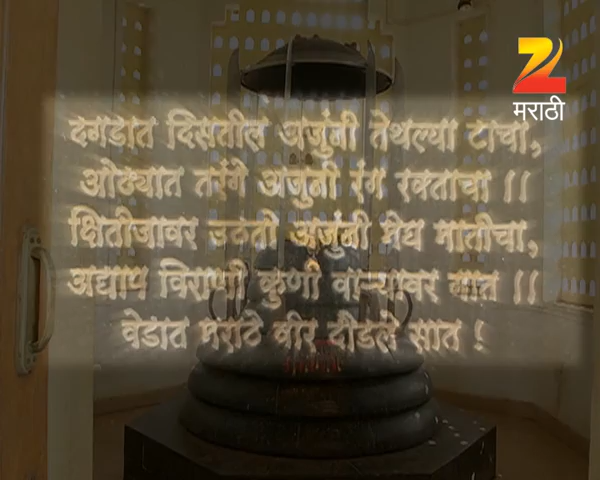 मराठी
दगडात दिसतील अजुंनी तेथल्या टाचा,
ओढ्यात तरंगे अजुनी रंग रक्ताचा ||
क्षितीजावर उठती अजुंनी मेघ मातीचा,
अद्याप विराणी कुणी वाऱ्यावर गात ||
वेडात मराठे वीर दौडले सात !